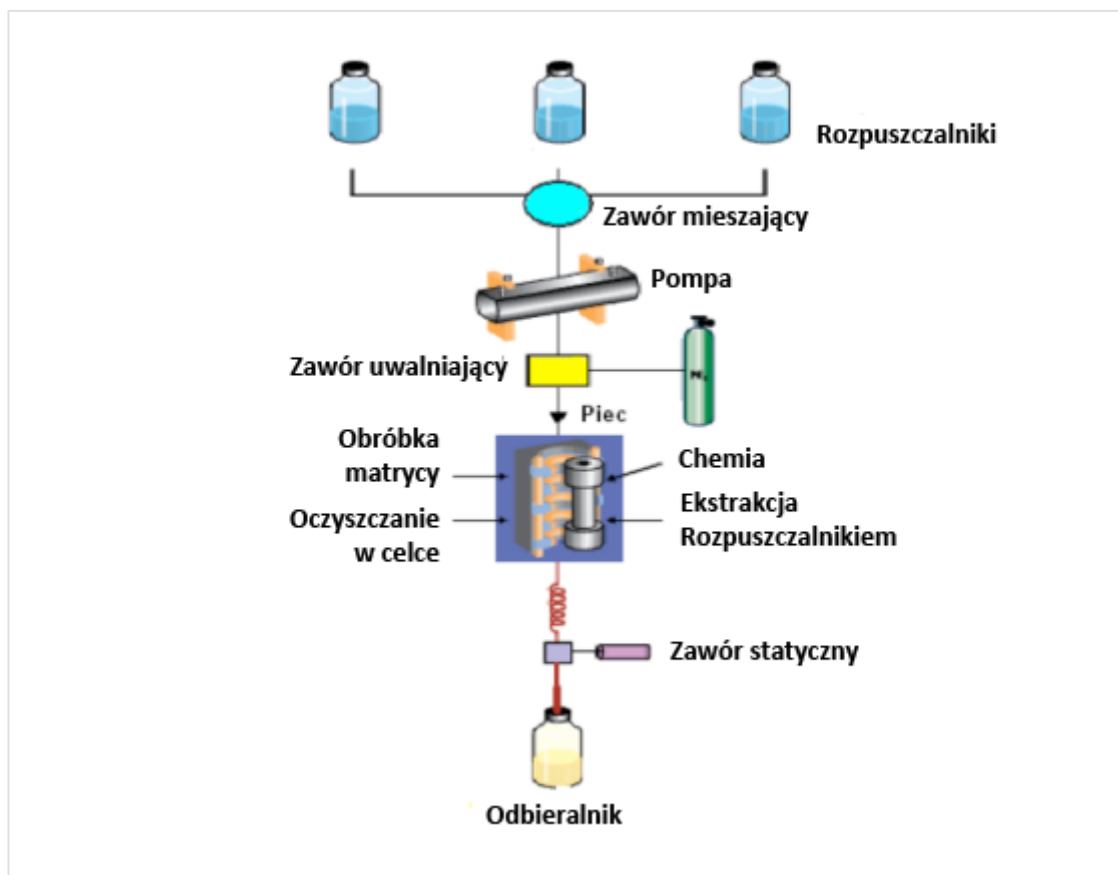 Rozpuszczalniki
Zawór mieszający
Pompa
Zawór uwalniający
Piec
Obróbka
matrycy
Chemia
Oczyszczanie
w celce
Ekstrakcja
Rozpuszczalnikiem
Zawór statyczny
Odbieralnik